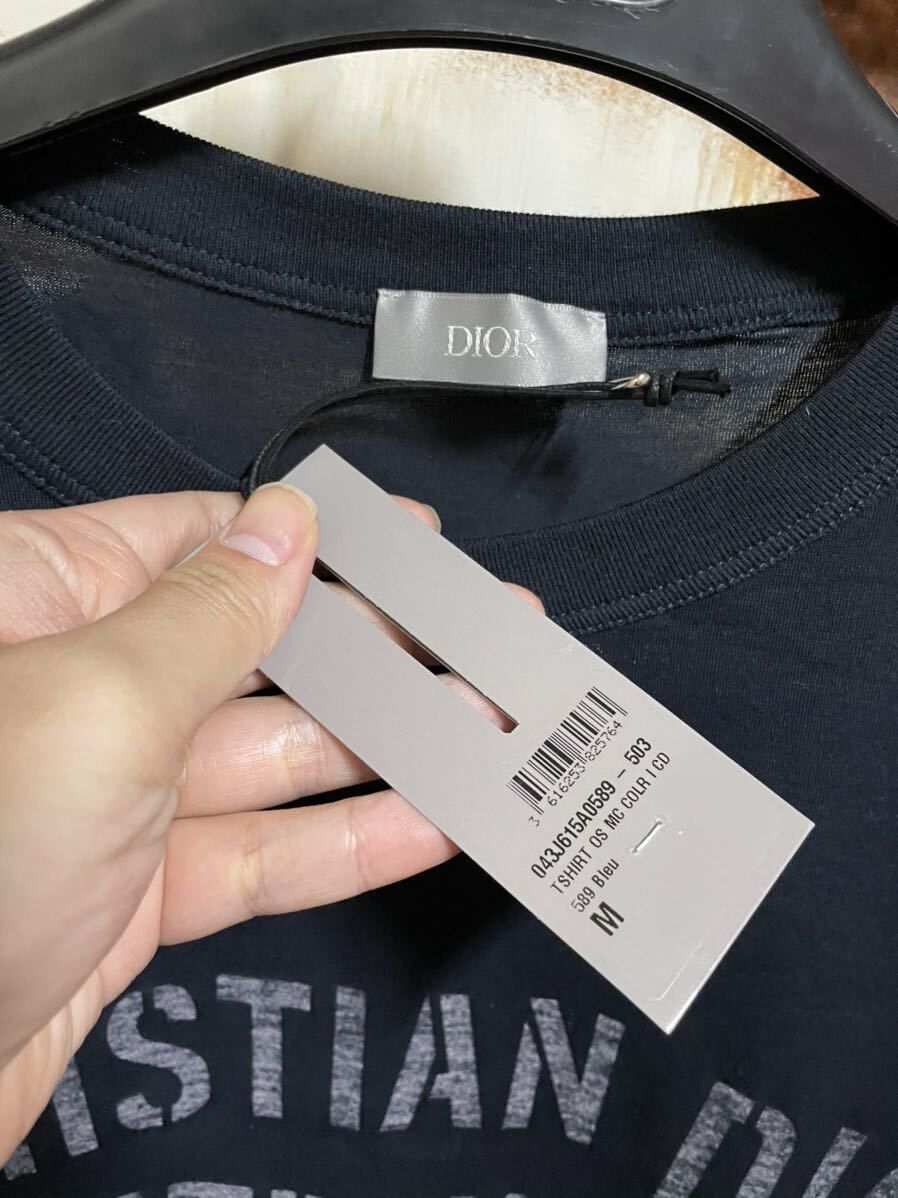 DIOR
3 616253 825764
043J615A0589 - 503
TSHIRT OS MC COLR I CD
589 Bleu
M
ISTIAN